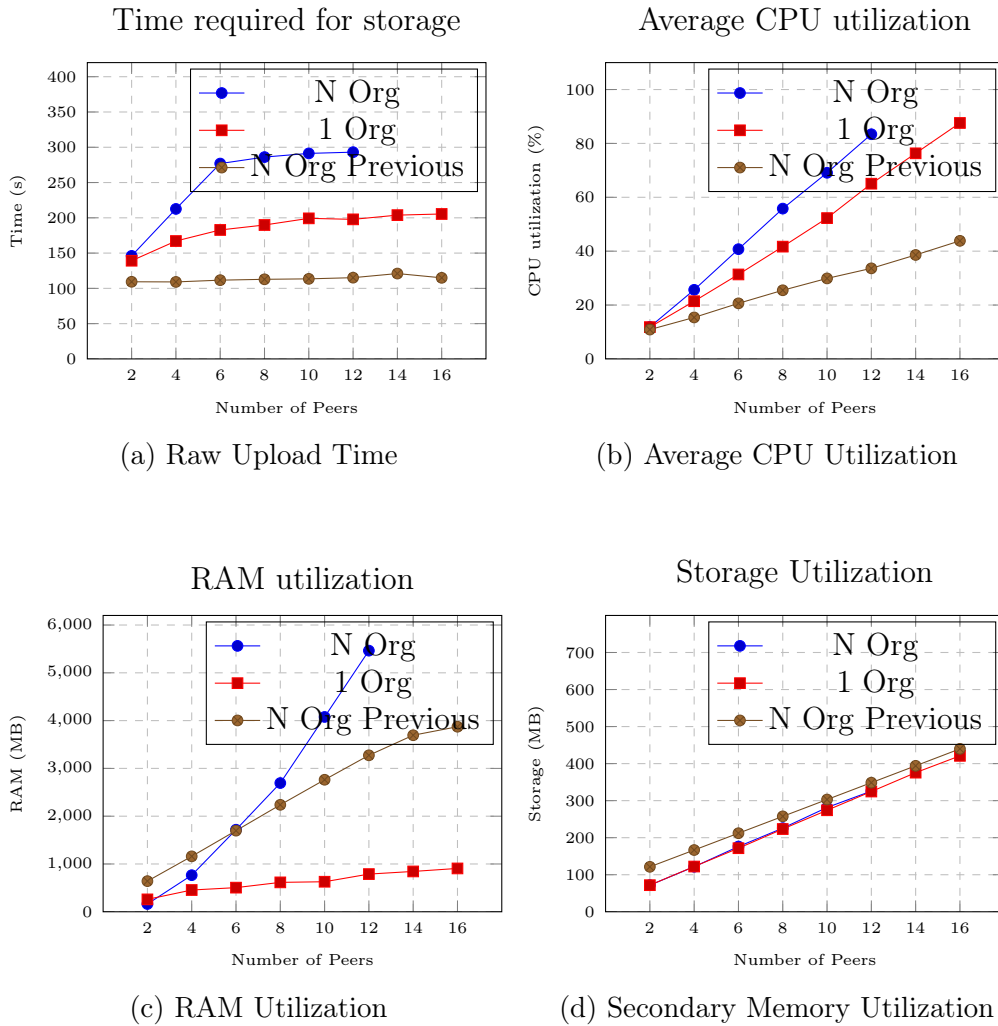 Time required for storage
400
350
300
250
200
150
100
50
0
Time (s)
N Org
1 Org
N Org Previous
2 4 6 8 10 12 14 16
Number of Peers
(a) Raw Upload Time
Average CPU utilization
100
80
60
40
20
0
CPU utilization (%)
N Org
1 Org
N Org Previous
2 4 6 8 10 12 14 16
Number of Peers
(b) Average CPU Utilization
RAM utilization
6,000
5,000
4,000
3,000
2,000
1,000
0
RAM (MB)
N Org
1 Org
N Org Previous
2 4 6 8 10 12 14 16
Number of Peers
(c) RAM Utilization
Storage Utilization
700
600
500
400
300
200
100
0
Storage (MB)
N Org
1 Org
N Org Previous
2 4 6 8 10 12 14 16
Number of Peers
(d) Secondary Memory Utilization